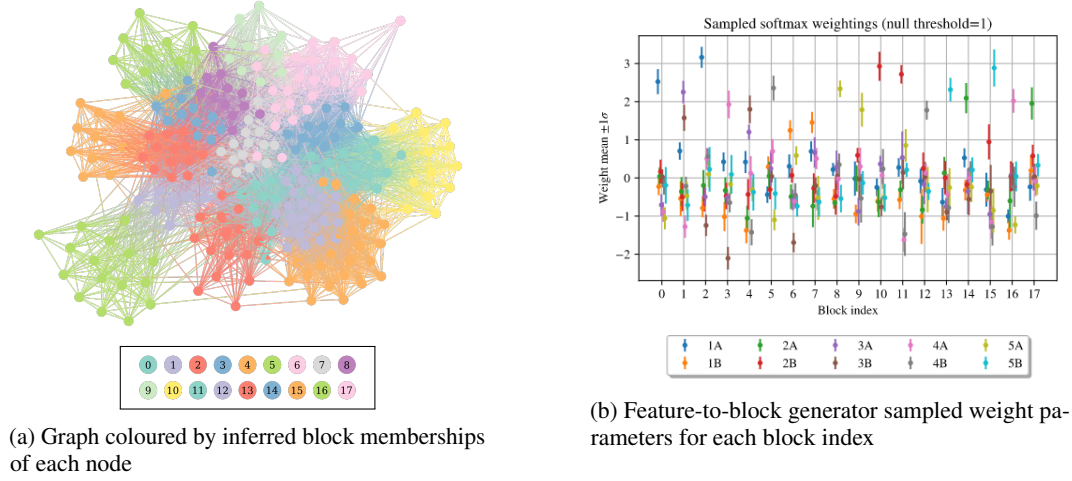 Sampled softmax weightings (null threshold=1)
Weight mean ±1σ
3
2
1
0
−1
−2
0 1 2 3 4 5 6 7 8 9 10 11 12 13 14 15 16 17
Block index
1A 2A 3A 4A 5A
1B 2B 3B 4B 5B
0 1 2 3 4 5 6 7 8
9 10 11 12 13 14 15 16 17
(a) Graph coloured by inferred block memberships
of each node
(b) Feature-to-block generator sampled weight pa-
rameters for each block index